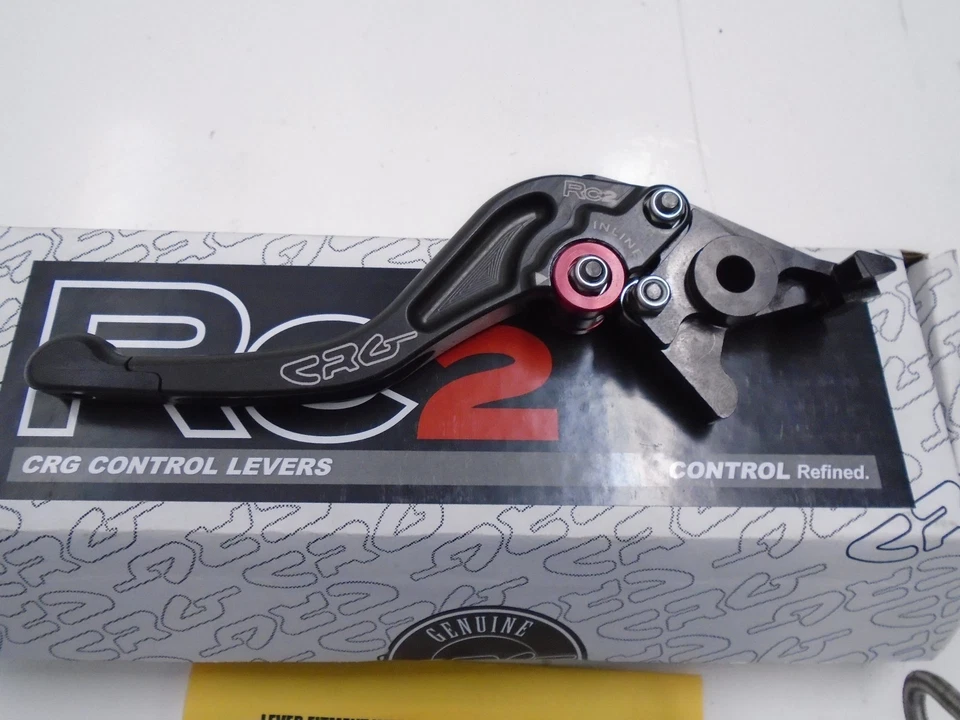 Rc2
INLINE
CRG
Rc2
CRG CONTROL LEVERS
CONTROL Refined.
GENUINE